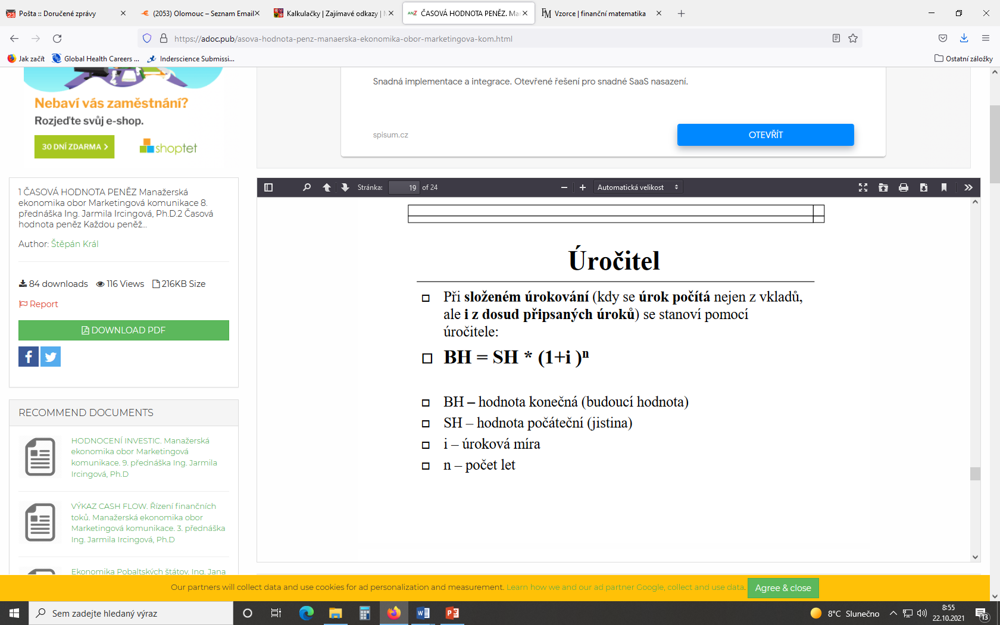 Pošta :: Doručené zprávy
(2053) Olomouc – Seznam Email
Kalkulačky | Zajímavé odkazy |
ČASOVÁ HODNOTA PENĚZ. Ma
Vzorce | finanční matematika
https://adoc.pub/asova-hodnota-penz-manaerska-ekonomika-obor-marketingova-kom.html
Jak začít
Global Health Careers ...
Inderscience Submissi...
Ostatní záložky
Nebaví vás zaměstnání?
Rozjeďte svůj e-shop.
30 DNÍ ZDARMA
shoptet
Snadná implementace a integrace. Otevřené řešení pro snadné SaaS nasazení.
spisum.cz
OTEVŘÍT
1 ČASOVÁ HODNOTA PENĚZ Manažerská
ekonomika obor Marketingová komunikace 8.
přednáška Ing. Jarmila Ircingová, Ph.D.2 Časová
hodnota peněz Každou peněž...
Author: Štěpán Král
84 downloads 116 Views 216KB Size
Report
DOWNLOAD PDF
RECOMMEND DOCUMENTS
HODNOCENÍ INVESTIC. Manažerská
ekonomika obor Marketingová
komunikace. 9. přednáška Ing. Jarmila
Ircingová, Ph.D
VÝKAZ CASH FLOW. Řízení finančních
toků. Manažerská ekonomika obor
Marketingová komunikace. 3. přednáška
Ing. Jarmila Ircingová, Ph.D
Ekonomika Pobaltských štátov. Ing. Jana
Stránka: 19 of 24
Automatická velikost
Úročitel
Při složeném úrokování (kdy se úrok počítá nejen z vkladů,
ale i z dosud připsaných úroků) se stanoví pomocí
úročitele:
BH = SH * (1+i )ⁿ
BH – hodnota konečná (budoucí hodnota)
SH – hodnota počáteční (jistina)
i – úroková míra
n – počet let
Our partners will collect data and use cookies for ad personalization and measurement. Learn how we and our ad partner Google, collect and use data.
Agree & close
Sem zadejte hledaný výraz
8°C Slunečno
8:55
22.10.2021
13